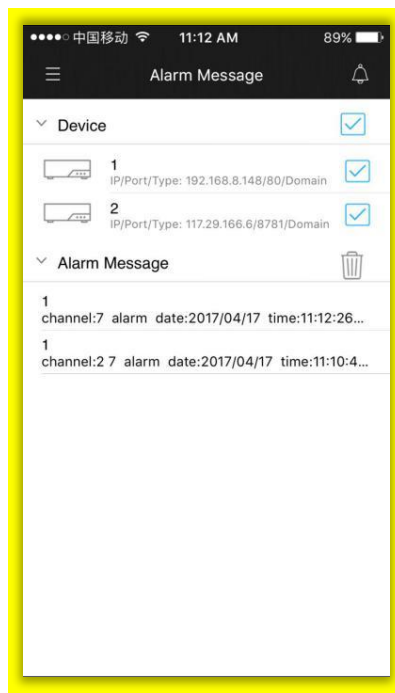 中国移动 11:12 AM 89%
Alarm Message
Device
1
IP/Port/Type: 192.168.8.148/80/Domain
2
IP/Port/Type: 117.29.166.6/8781/Domain
Alarm Message
1
channel:7 alarm date:2017/04/17 time:11:12:26...
1
channel:2 7 alarm date:2017/04/17 time:11:10:4...